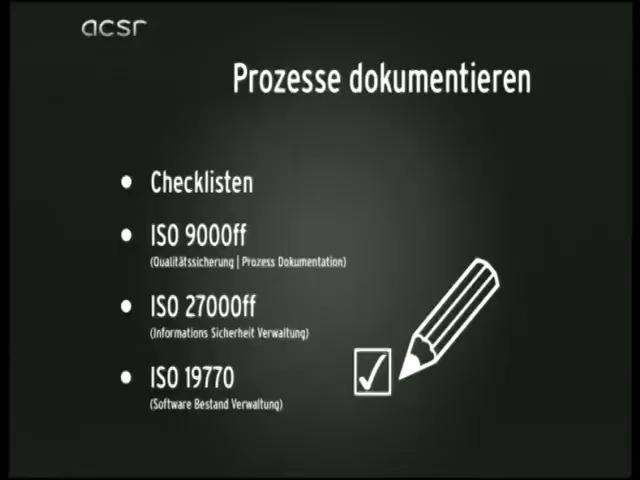 acsr
Prozesse dokumentieren
• Checklisten
• ISO 9000ff
(Qualitätssicherung | Prozess Dokumentation)
• ISO 27000ff
(Informations Sicherheit Verwaltung)
• ISO 19770
(Software Bestand Verwaltung)